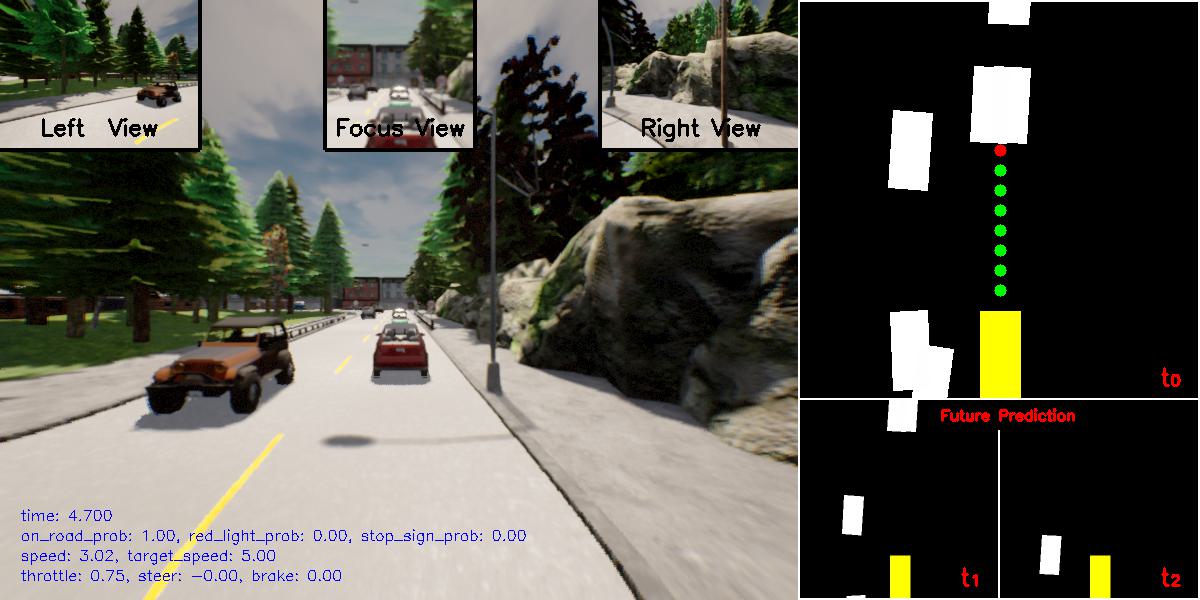 Left View
Focus View
Right View
t0
Future Prediction
t1
t2
time: 4.700
on_road_prob: 1.00, red_light_prob: 0.00, stop_sign_prob: 0.00
speed: 3.02, target_speed: 5.00
throttle: 0.75, steer: −0.00, brake: 0.00